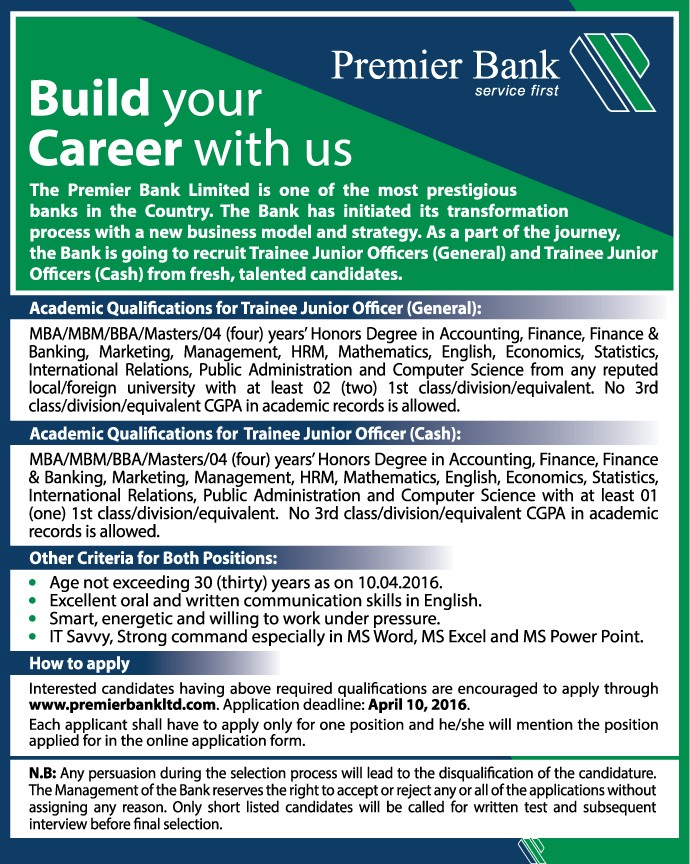 Premier Bank
service first
Build your
Career with us
The Premier Bank Limited is one of the most prestigious
banks in the Country. The Bank has initiated its transformation
process with a new business model and strategy. As a part of the journey,
the Bank is going to recruit Trainee Junior Officers (General) and Trainee Junior
Officers (Cash) from fresh, talented candidates.
Academic Qualifications for Trainee Junior Officer (General):
MBA/MBM/BBA/Masters/04 (four) years' Honors Degree in Accounting, Finance, Finance &
Banking, Marketing, Management, HRM, Mathematics, English, Economics, Statistics,
International Relations, Public Administration and Computer Science from any reputed
local/foreign university with at least 02 (two) 1st class/division/equivalent. No 3rd
class/division/equivalent CGPA in academic records is allowed.
Academic Qualifications for Trainee Junior Officer (Cash):
MBA/MBM/BBA/Masters/04 (four) years' Honors Degree in Accounting, Finance, Finance
& Banking, Marketing, Management, HRM, Mathematics, English, Economics, Statistics,
International Relations, Public Administration and Computer Science with at least 01
(one) 1st class/division/equivalent. No 3rd class/division/equivalent CGPA in academic
records is allowed.
Other Criteria for Both Positions:
• Age not exceeding 30 (thirty) years as on 10.04.2016.
• Excellent oral and written communication skills in English.
• Smart, energetic and willing to work under pressure.
• IT Savvy, Strong command especially in MS Word, MS Excel and MS Power Point.
How to apply
Interested candidates having above required qualifications are encouraged to apply through
www.premierbankltd.com. Application deadline: April 10, 2016.
Each applicant shall have to apply only for one position and he/she will mention the position
applied for in the online application form.
N.B: Any persuasion during the selection process will lead to the disqualification of the candidature.
The Management of the Bank reserves the right to accept or reject any or all of the applications without
assigning any reason. Only short listed candidates will be called for written test and subsequent
interview before final selection.